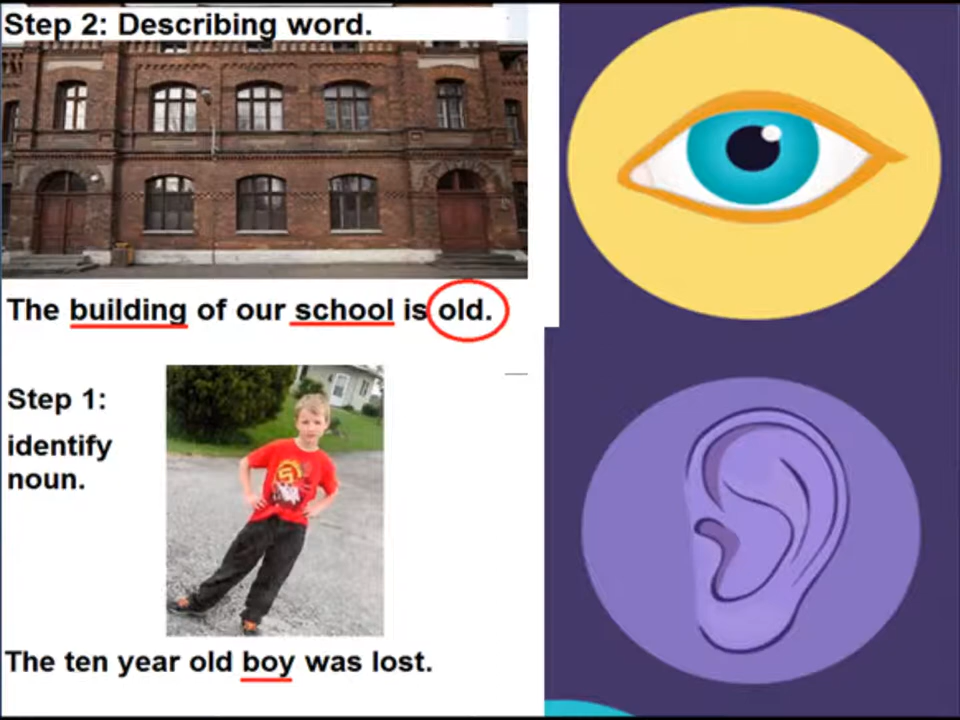 Step 2: Describing word.
The building of our school is old.
Step 1:
identify
noun.
The ten year old boy was lost.